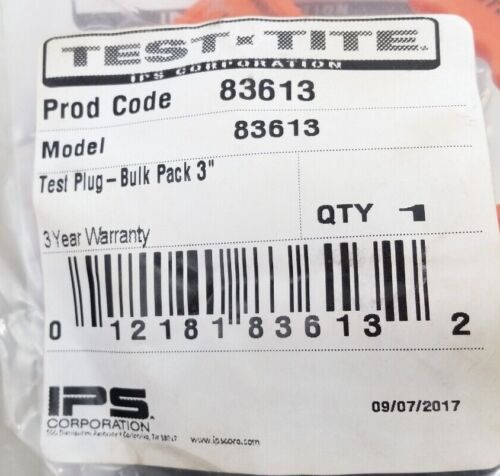 TEST-TITE
IPS CORPORATION
Prod Code 83613
Model 83613
Test Plug-Bulk Pack 3"
QTY 1
3 Year Warranty
0 12181 83613 2
IPS
CORPORATION
09/07/2017